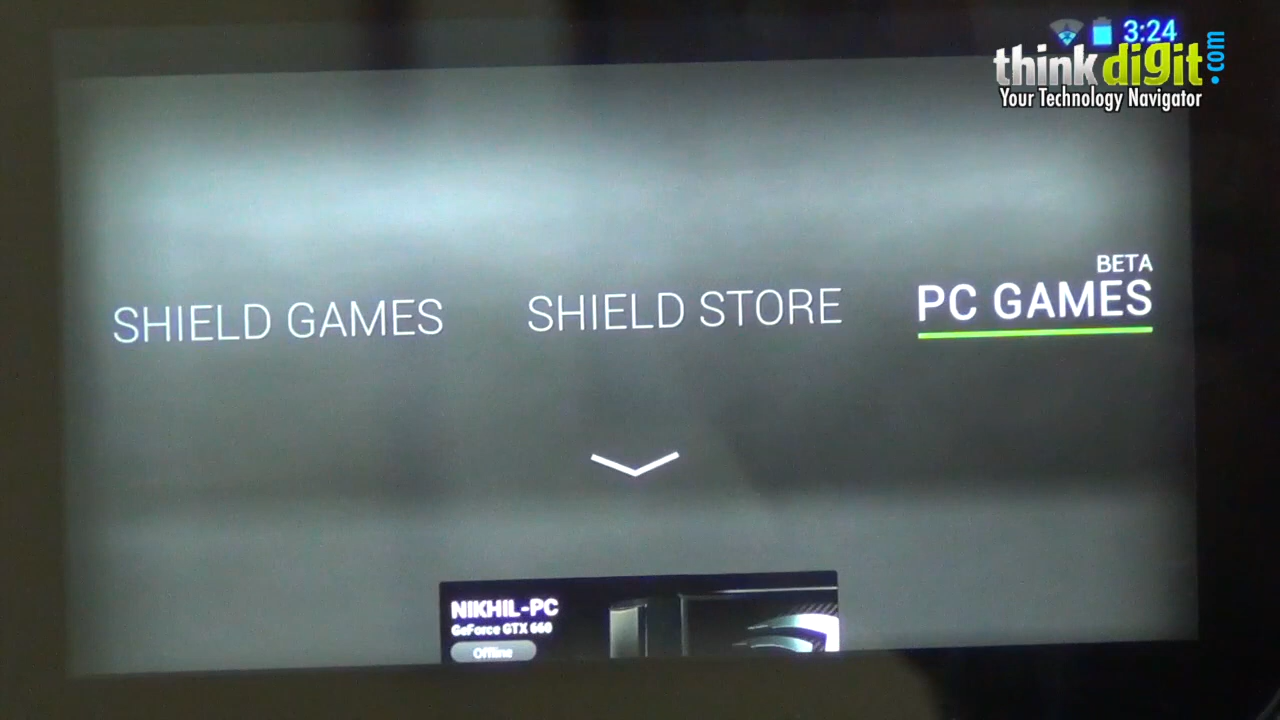 3:24
thinkdigit.com
Your Technology Navigator
SHIELD GAMES
SHIELD STORE
BETA
PC GAMES
NIKHIL-PC
GeForce GTX 660
Offline